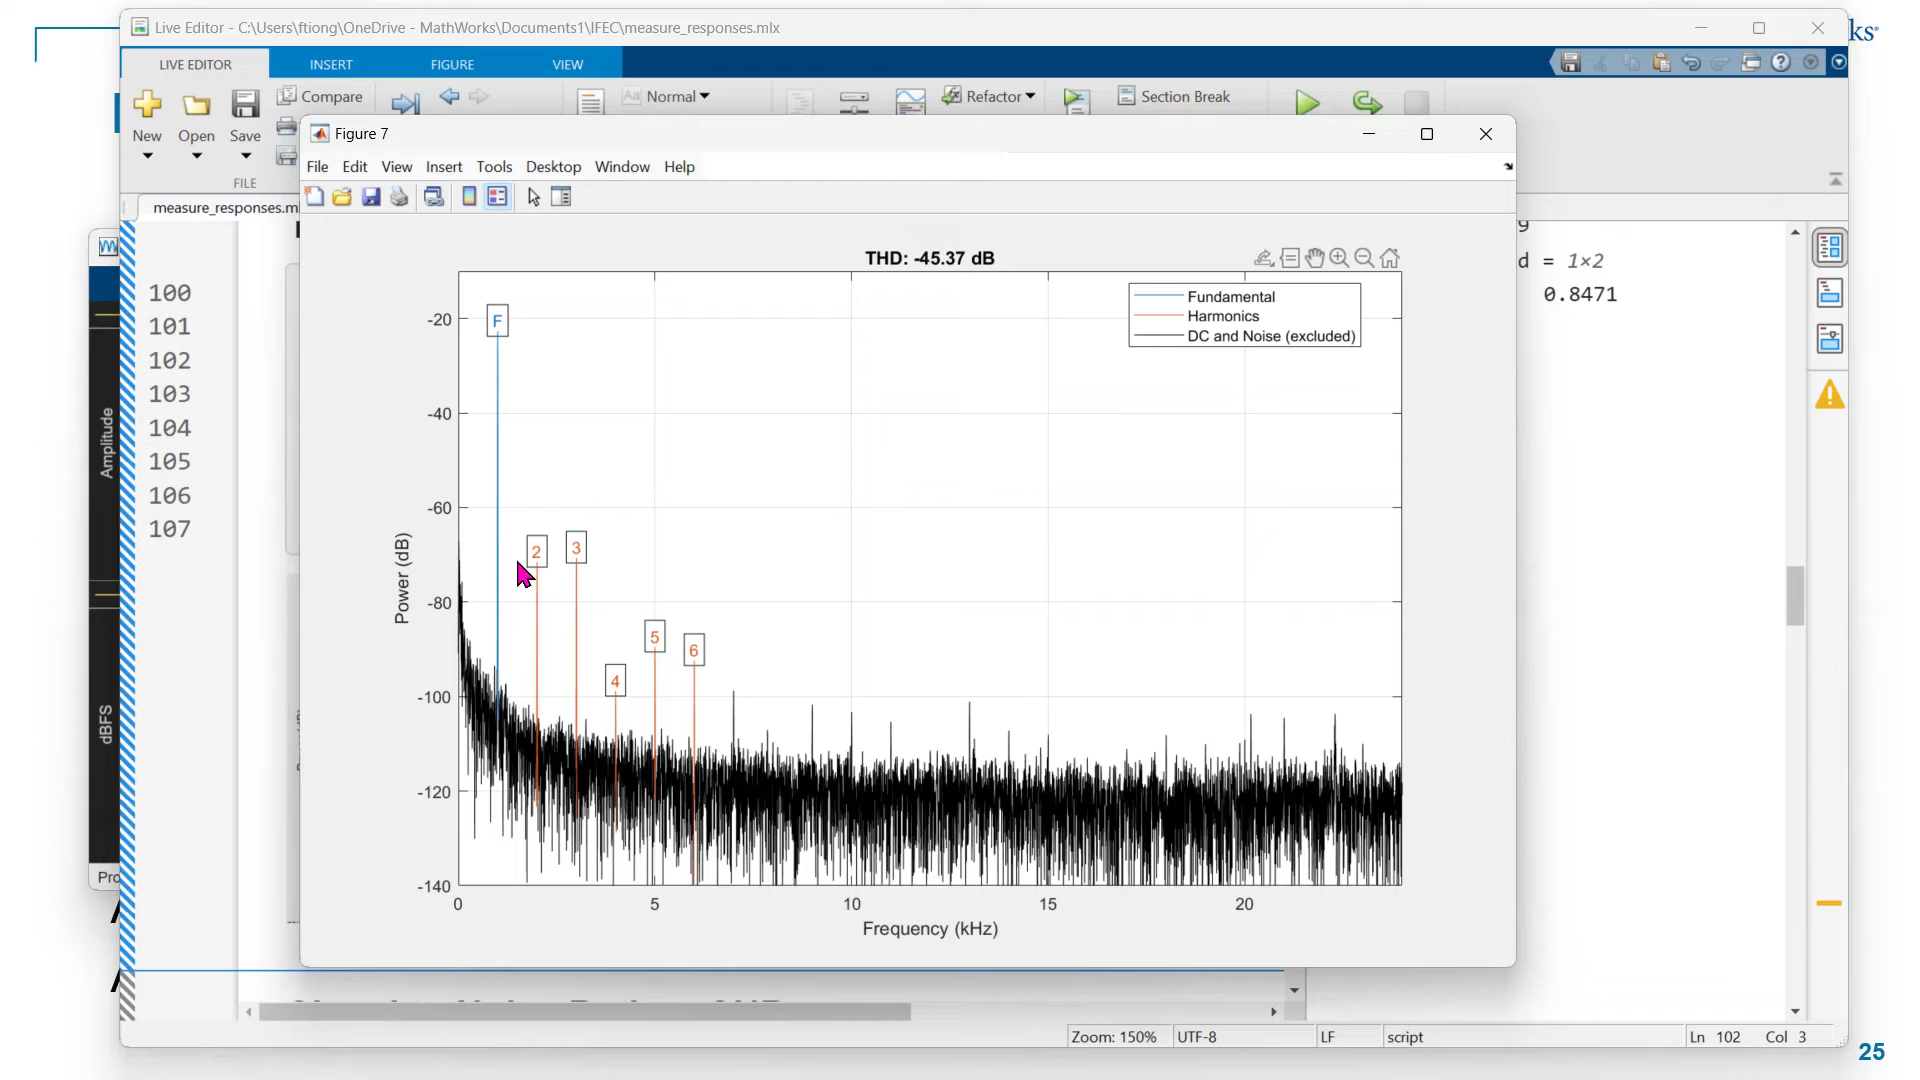 Live Editor - C:\Users\ftiong\OneDrive - MathWorks\Documents1\IFEC\measure_responses.mlx
ks®
LIVE EDITOR
INSERT
FIGURE
VIEW
New
Open
Save
Compare
Aa Normal
Refactor
Section Break
FILE
Figure 7
File Edit View Insert Tools Desktop Window Help
measure_responses.m
100
101
102
103
104
105
106
107
Amplitude
dBFS
Pro
d = 1×2
0.8471
THD: -45.37 dB
Fundamental
Harmonics
DC and Noise (excluded)
F
2
3
4
5
6
Power (dB)
-20
-40
-60
-80
-100
-120
-140
0
5
10
15
20
Frequency (kHz)
Zoom: 150%
UTF-8
LF
script
Ln 102
Col 3
25